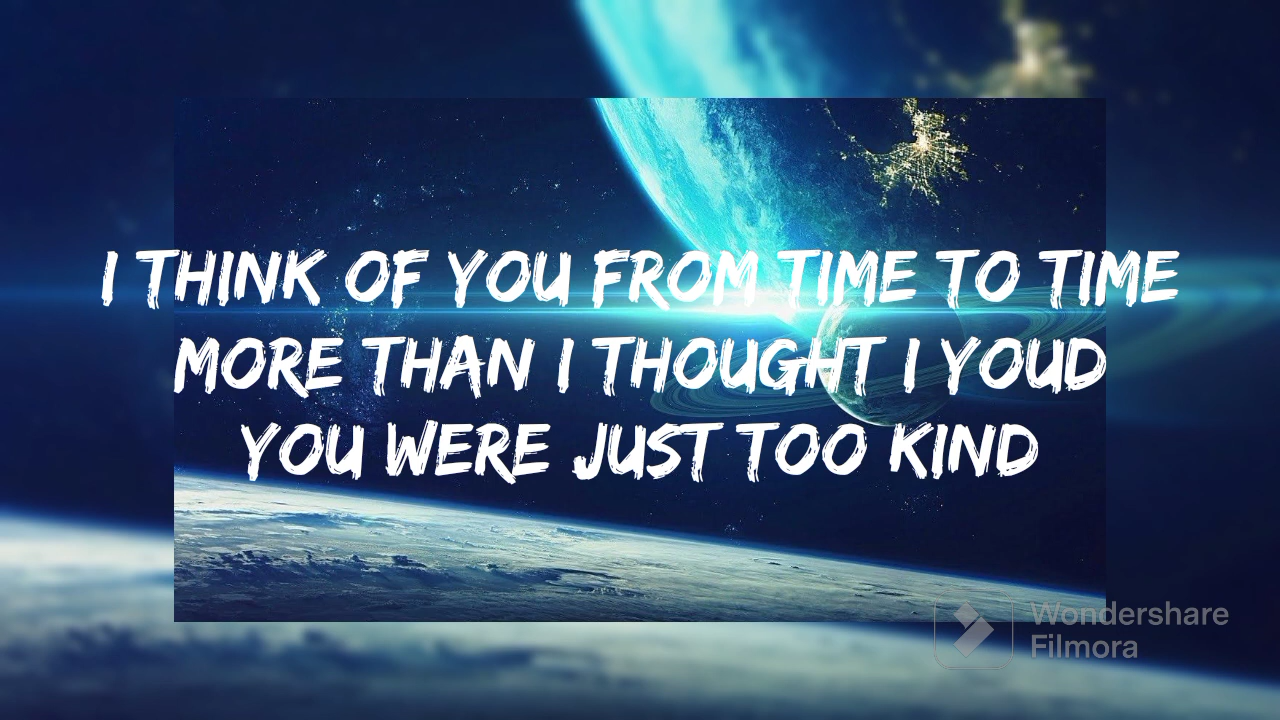 I THINK OF YOU FROM TIME TO TIME
MORE THAN I THOUGHT I YOUD
YOU WERE JUST TOO KIND
Wondershare
Filmora